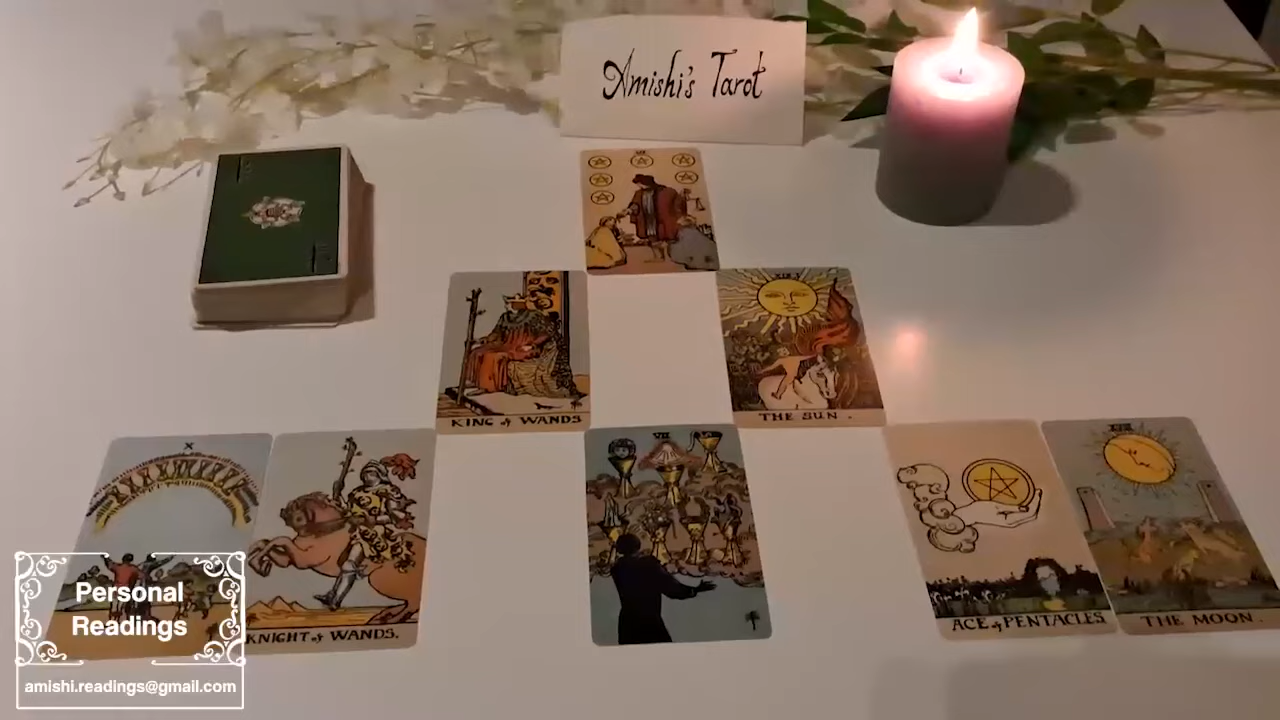 Amishi's Tarot
KING of WANDS
THE SUN.
X
VII
KNIGHT of WANDS.
ACE of PENTACLES
THE MOON.
Personal
Readings
amishi.readings@gmail.com